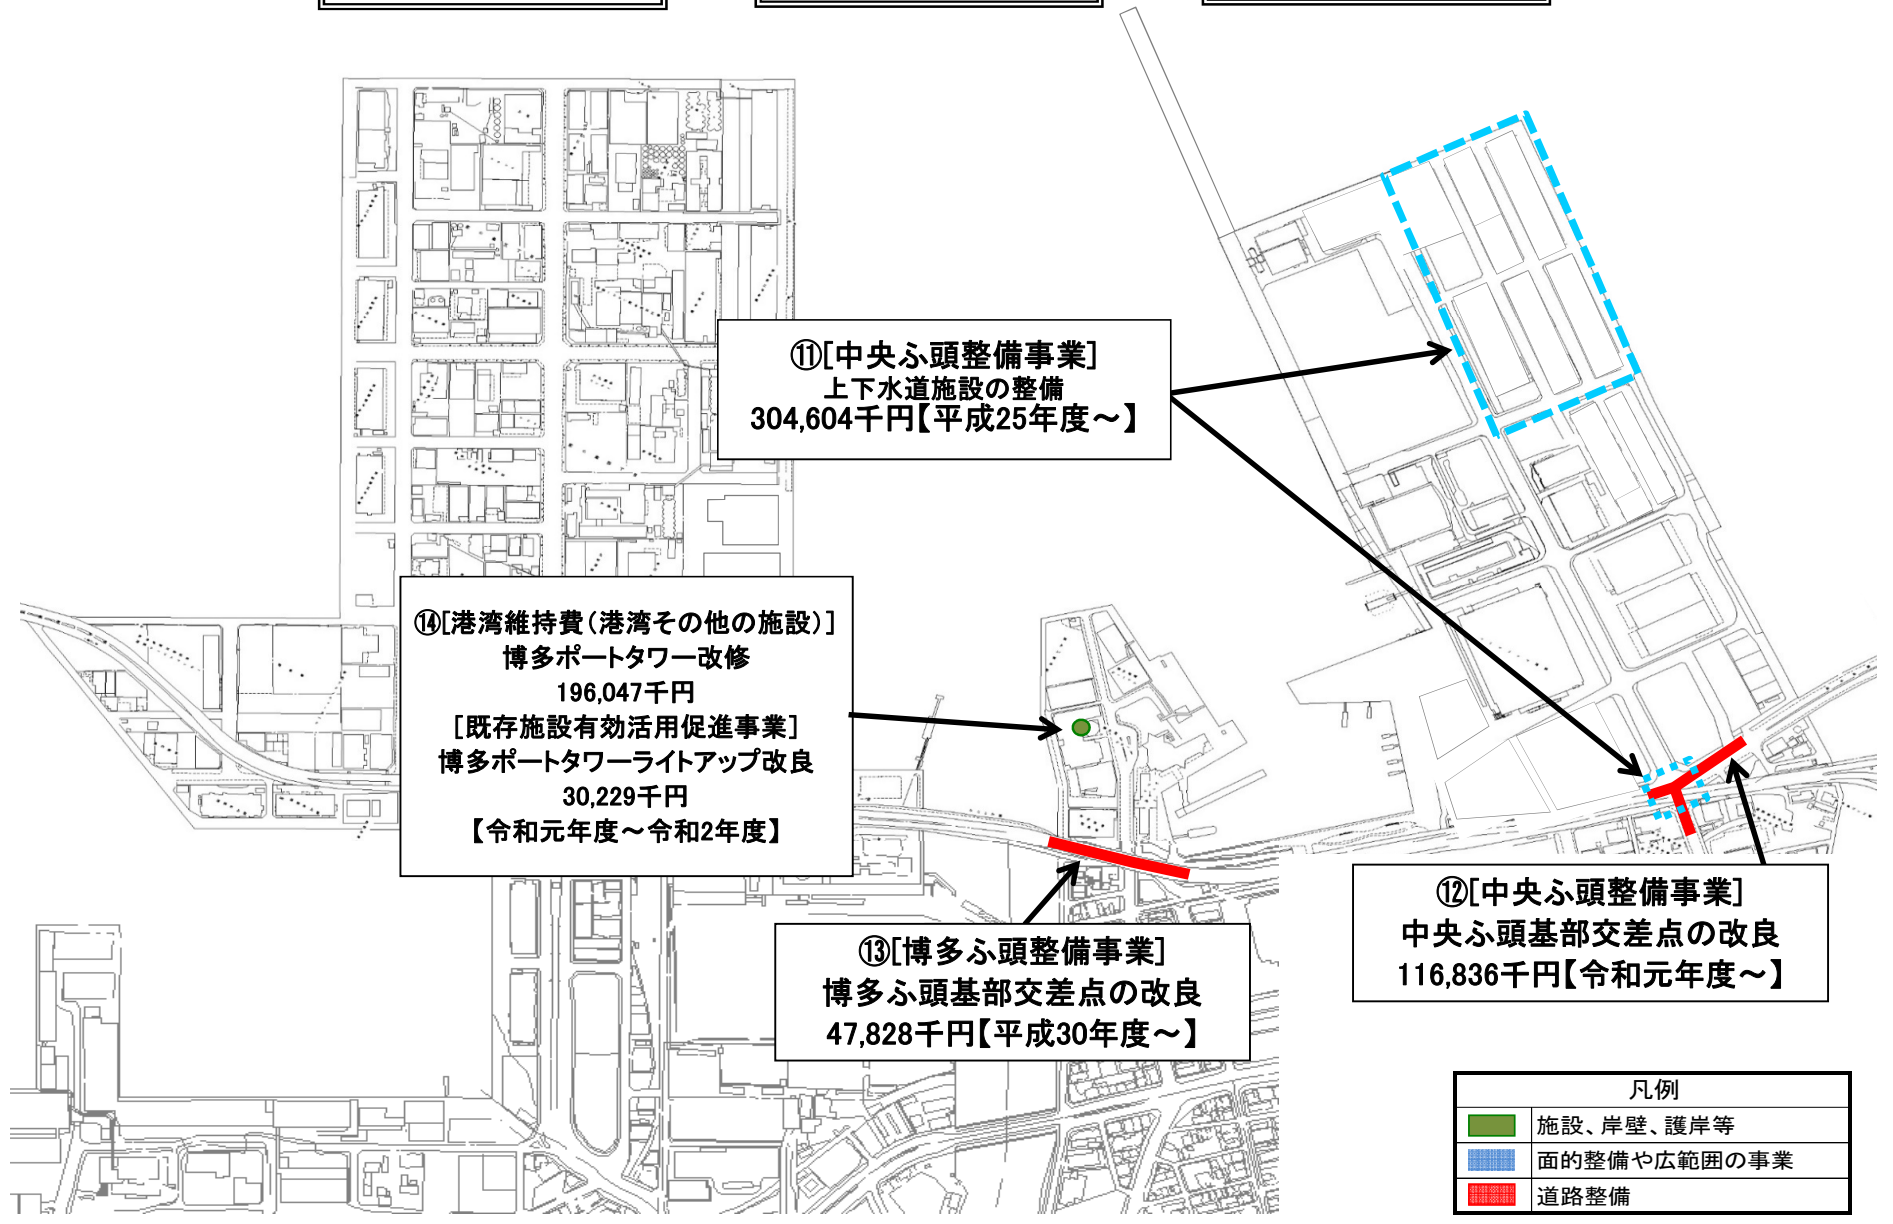 ⑪[中央ふ頭整備事業]
上下水道施設の整備
304,604千円【平成25年度～】
⑭[港湾維持費（港湾その他の施設）]
博多ポートタワー改修
196,047千円
[既存施設有効活用促進事業]
博多ポートタワーライトアップ改良
30,229千円
【令和元年度～令和2年度】
⑫[中央ふ頭整備事業]
中央ふ頭基部交差点の改良
116,836千円【令和元年度～】
⑬[博多ふ頭整備事業]
博多ふ頭基部交差点の改良
47,828千円【平成30年度～】
凡例
施設、岸壁、護岸等
面的整備や広範囲の事業
道路整備